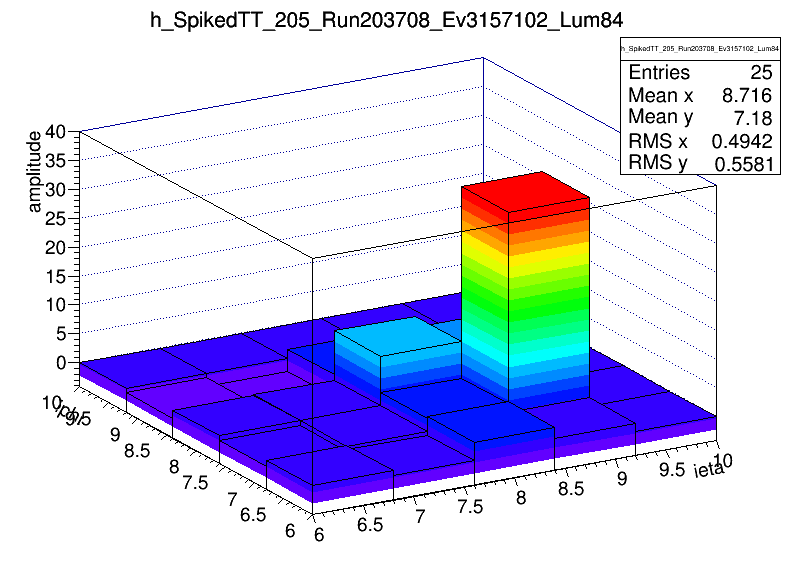 h_SpikedTT_205_Run203708_Ev3157102_Lum84
h_SpikedTT_205_Run203708_Ev3157102_Lum84
Entries 25
Mean x 8.716
Mean y 7.18
RMS x 0.4942
RMS y 0.5581
amplitude
40
35
30
25
20
15
10
5
0
10
iphi
9.5
9
8.5
8
7.5
7
6.5
6
6
6.5
7
7.5
8
8.5
9
9.5
10
ieta